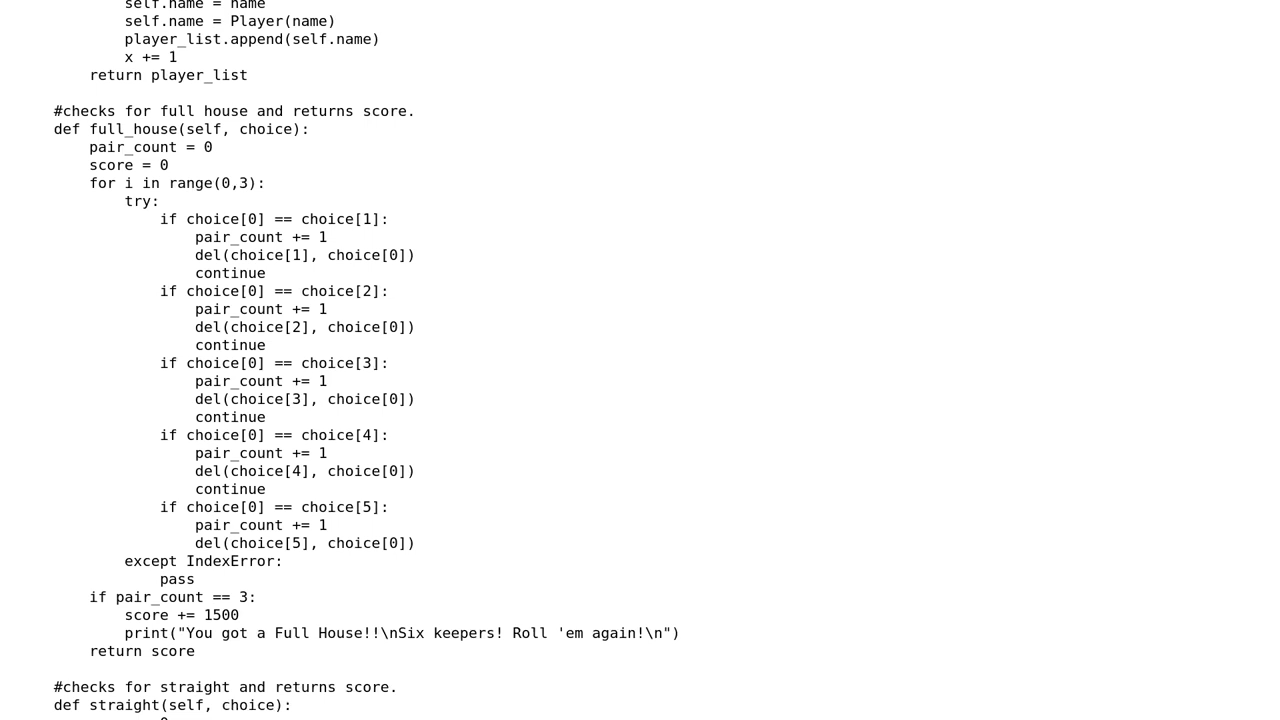 self.name = name
self.name = Player(name)
player_list.append(self.name)
x += 1
return player_list
#checks for full house and returns score.
def full_house(self, choice):
pair_count = 0
score = 0
for i in range(0,3):
try:
if choice[0] == choice[1]:
pair_count += 1
del(choice[1], choice[0])
continue
if choice[0] == choice[2]:
pair_count += 1
del(choice[2], choice[0])
continue
if choice[0] == choice[3]:
pair_count += 1
del(choice[3], choice[0])
continue
if choice[0] == choice[4]:
pair_count += 1
del(choice[4], choice[0])
continue
if choice[0] == choice[5]:
pair_count += 1
del(choice[5], choice[0])
except IndexError:
pass
if pair_count == 3:
score += 1500
print("You got a Full House!!\nSix keepers! Roll 'em again!\n")
return score
#checks for straight and returns score.
def straight(self, choice):